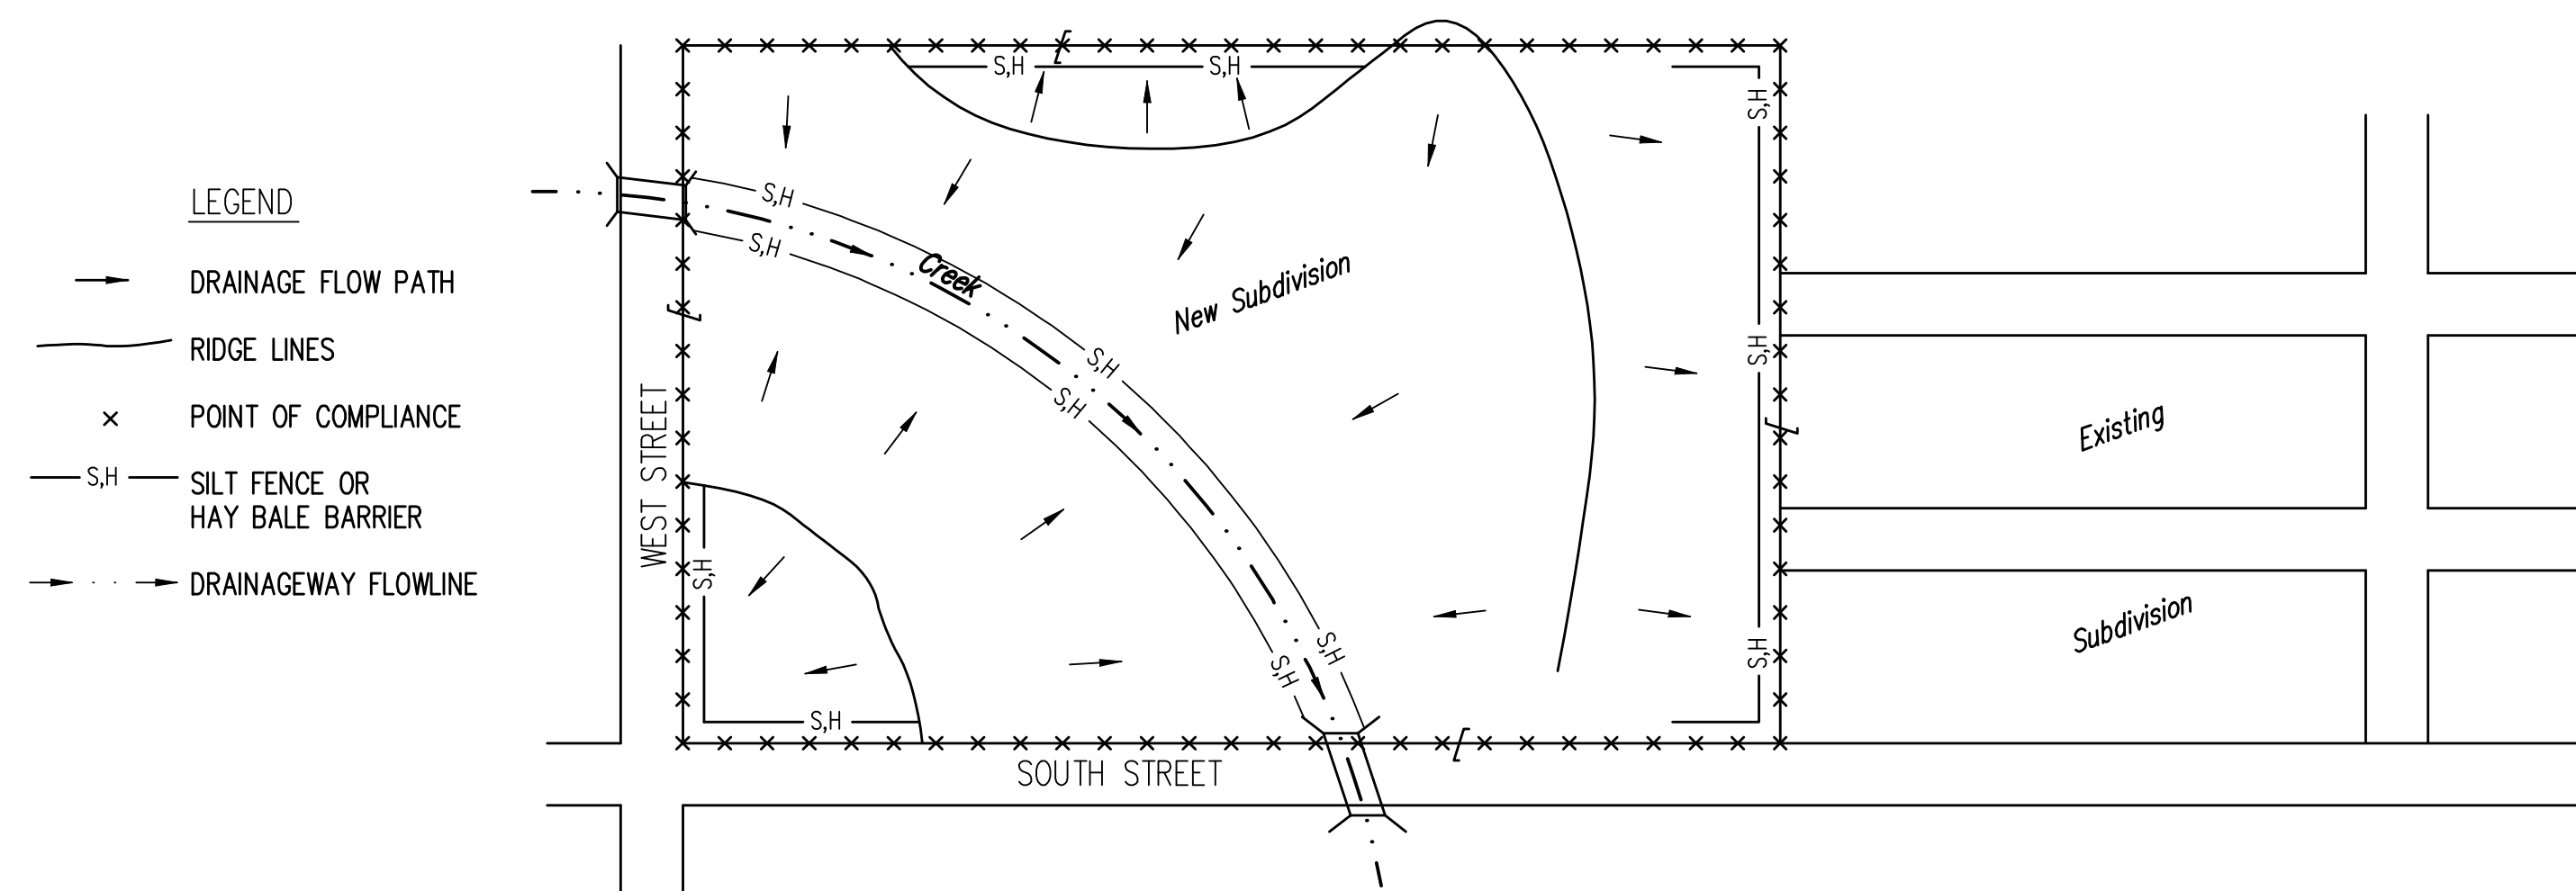 LEGEND
DRAINAGE FLOW PATH
RIDGE LINES
POINT OF COMPLIANCE
S,H
SILT FENCE OR
HAY BALE BARRIER
DRAINAGEWAY FLOWLINE
S,H
S,H
S,H
S,H
S,H
Creek
New Subdivision
S,H
S,H
S,H
WEST STREET
Existing
S,H
Subdivision
S,H
S,H
S,H
S,H
SOUTH STREET